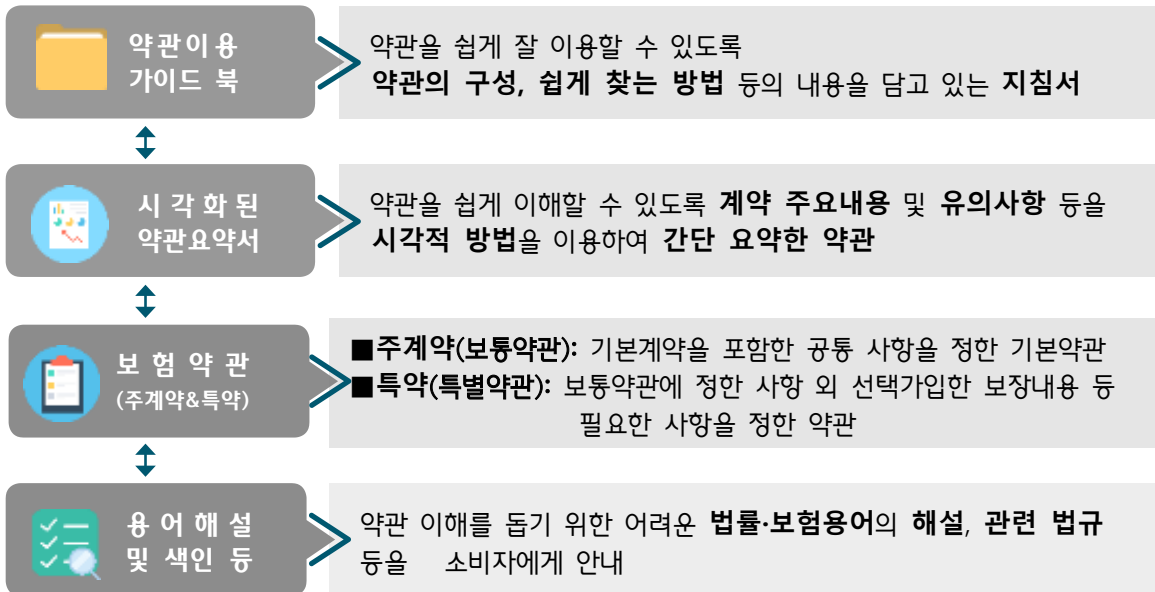 약관이용
가이드 북
약관을 쉽게 잘 이용할 수 있도록
약관의 구성, 쉽게 찾는 방법 등의 내용을 담고 있는 지침서
시각화된
약관요약서
약관을 쉽게 이해할 수 있도록 계약 주요내용 및 유의사항 등을
시각적 방법을 이용하여 간단 요약한 약관
보험약관
(주계약&특약)
■주계약(보통약관): 기본계약을 포함한 공통 사항을 정한 기본약관
■특약(특별약관): 보통약관에 정한 사항 외 선택가입한 보장내용 등
필요한 사항을 정한 약관
용어해설
및 색인 등
약관 이해를 돕기 위한 어려운 법률·보험용어의 해설, 관련 법규
등을 소비자에게 안내